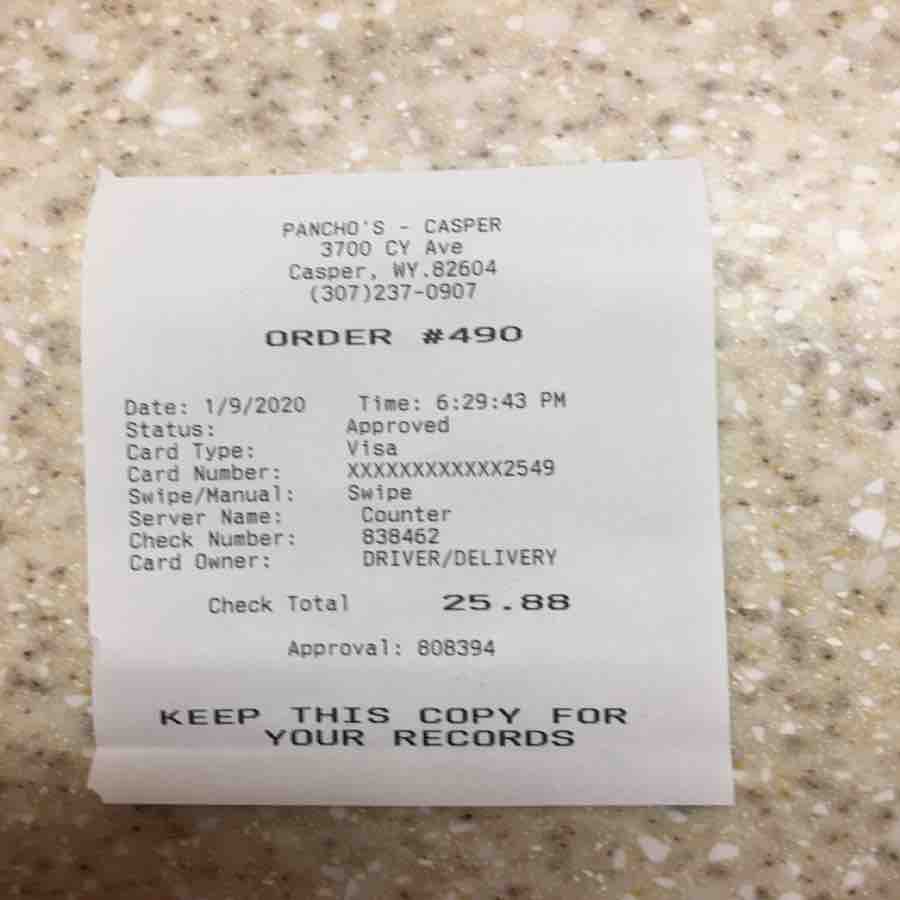 PANCHO'S - CASPER
3700 CY Ave
Casper, WY.82604
(307)237-0907
ORDER #490
Date: 1/9/2020 Time: 6:29:43 PM
Status: Approved
Card Type: Visa
Card Number: XXXXXXXXXXXX2549
Swipe/Manual: Swipe
Server Name: Counter
Check Number: 838462
Card Owner: DRIVER/DELIVERY
Check Total 25.88
Approval: 808394
KEEP THIS COPY FOR
YOUR RECORDS